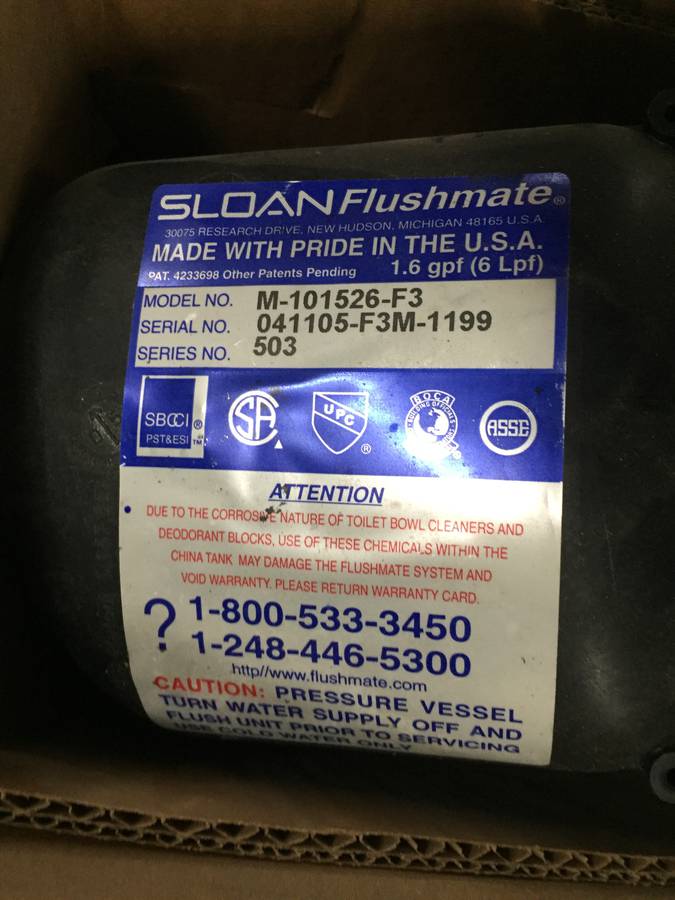 SLOAN Flushmate®
30075 RESEARCH DRIVE, NEW HUDSON, MICHIGAN 48165 U.S.A.
MADE WITH PRIDE IN THE U.S.A.
PAT. 4233698 Other Patents Pending 1.6 gpf (6 Lpf)
MODEL NO. M-101526-F3
SERIAL NO. 041105-F3M-1199
SERIES NO. 503
SBCCI®
PST&ESI™
SA
UPC®
BOCA
BUILDING OFFICIALS
ASSE
ATTENTION
• DUE TO THE CORROSIVE NATURE OF TOILET BOWL CLEANERS AND
DEODORANT BLOCKS, USE OF THESE CHEMICALS WITHIN THE
CHINA TANK MAY DAMAGE THE FLUSHMATE SYSTEM AND
VOID WARRANTY. PLEASE RETURN WARRANTY CARD.
? 1-800-533-3450
1-248-446-5300
http//www.flushmate.com
CAUTION: PRESSURE VESSEL
TURN WATER SUPPLY OFF AND
FLUSH UNIT PRIOR TO SERVICING
USE COLD WATER ONLY